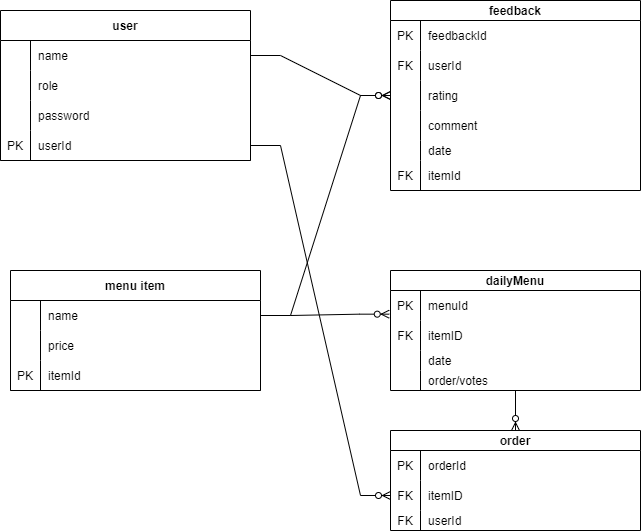 user
name
role
password
PK userId
feedback
PK feedbackId
FK userId
rating
comment
date
FK itemId
menu item
name
price
PK itemId
dailyMenu
PK menuId
FK itemID
date
order/votes
order
PK orderId
FK itemID
FK userId